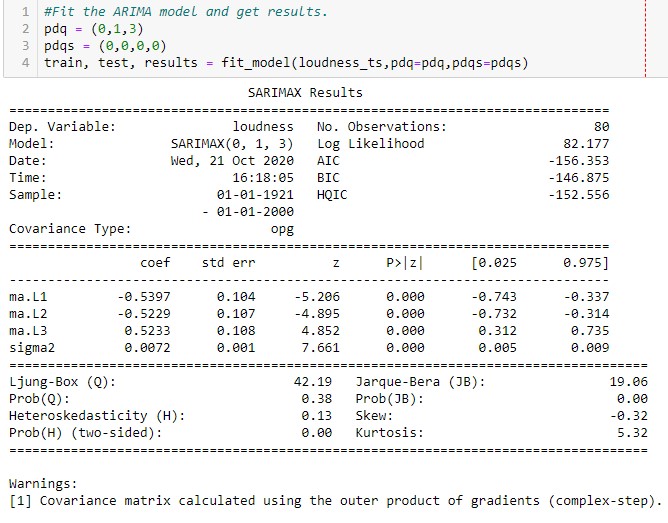 1 #Fit the ARIMA model and get results.
2 pdq = (0,1,3)
3 pdqs = (0,0,0,0)
4 train, test, results = fit_model(loudness_ts,pdq=pdq,pdqs=pdqs)
SARIMAX Results
==============================================================================
Dep. Variable: loudness No. Observations: 80
Model: SARIMAX(0, 1, 3) Log Likelihood 82.177
Date: Wed, 21 Oct 2020 AIC -156.353
Time: 16:18:05 BIC -146.875
Sample: 01-01-1921 HQIC -152.556
- 01-01-2000
Covariance Type: opg
==============================================================================
coef std err z P>|z| [0.025 0.975]
------------------------------------------------------------------------------
ma.L1 -0.5397 0.104 -5.206 0.000 -0.743 -0.337
ma.L2 -0.5229 0.107 -4.895 0.000 -0.732 -0.314
ma.L3 0.5233 0.108 4.852 0.000 0.312 0.735
sigma2 0.0072 0.001 7.661 0.000 0.005 0.009
===================================================================================
Ljung-Box (Q): 42.19 Jarque-Bera (JB): 19.06
Prob(Q): 0.38 Prob(JB): 0.00
Heteroskedasticity (H): 0.13 Skew: -0.32
Prob(H) (two-sided): 0.00 Kurtosis: 5.32
===================================================================================
Warnings:
[1] Covariance matrix calculated using the outer product of gradients (complex-step).